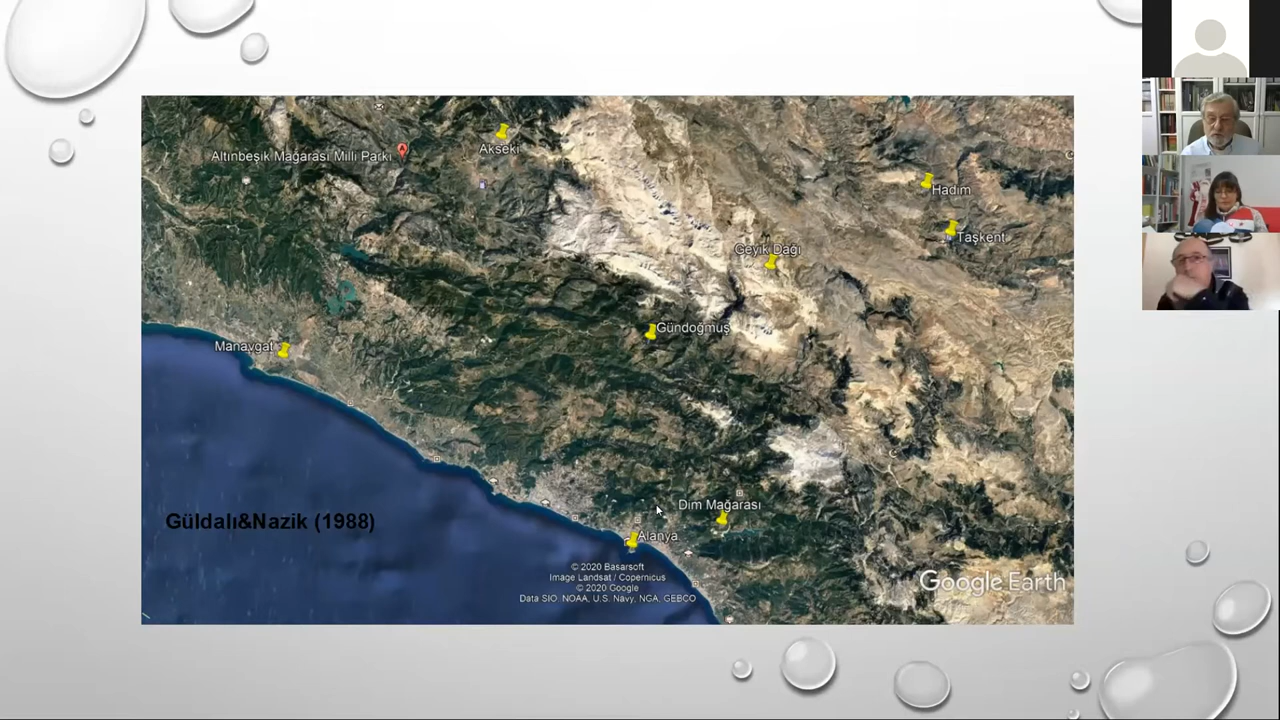 Akseki
Altınbeşik Mağarası Milli Parkı
Hadim
Taşkent
Geyik Dağı
Gündoğmuş
Manavgat
Dim Mağarası
Güldalı&Nazik (1988)
Alanya
© 2020 Basarsoft
Image Landsat / Copernicus
© 2020 Google
Data SIO, NOAA, U.S. Navy, NGA, GEBCO
Google Earth